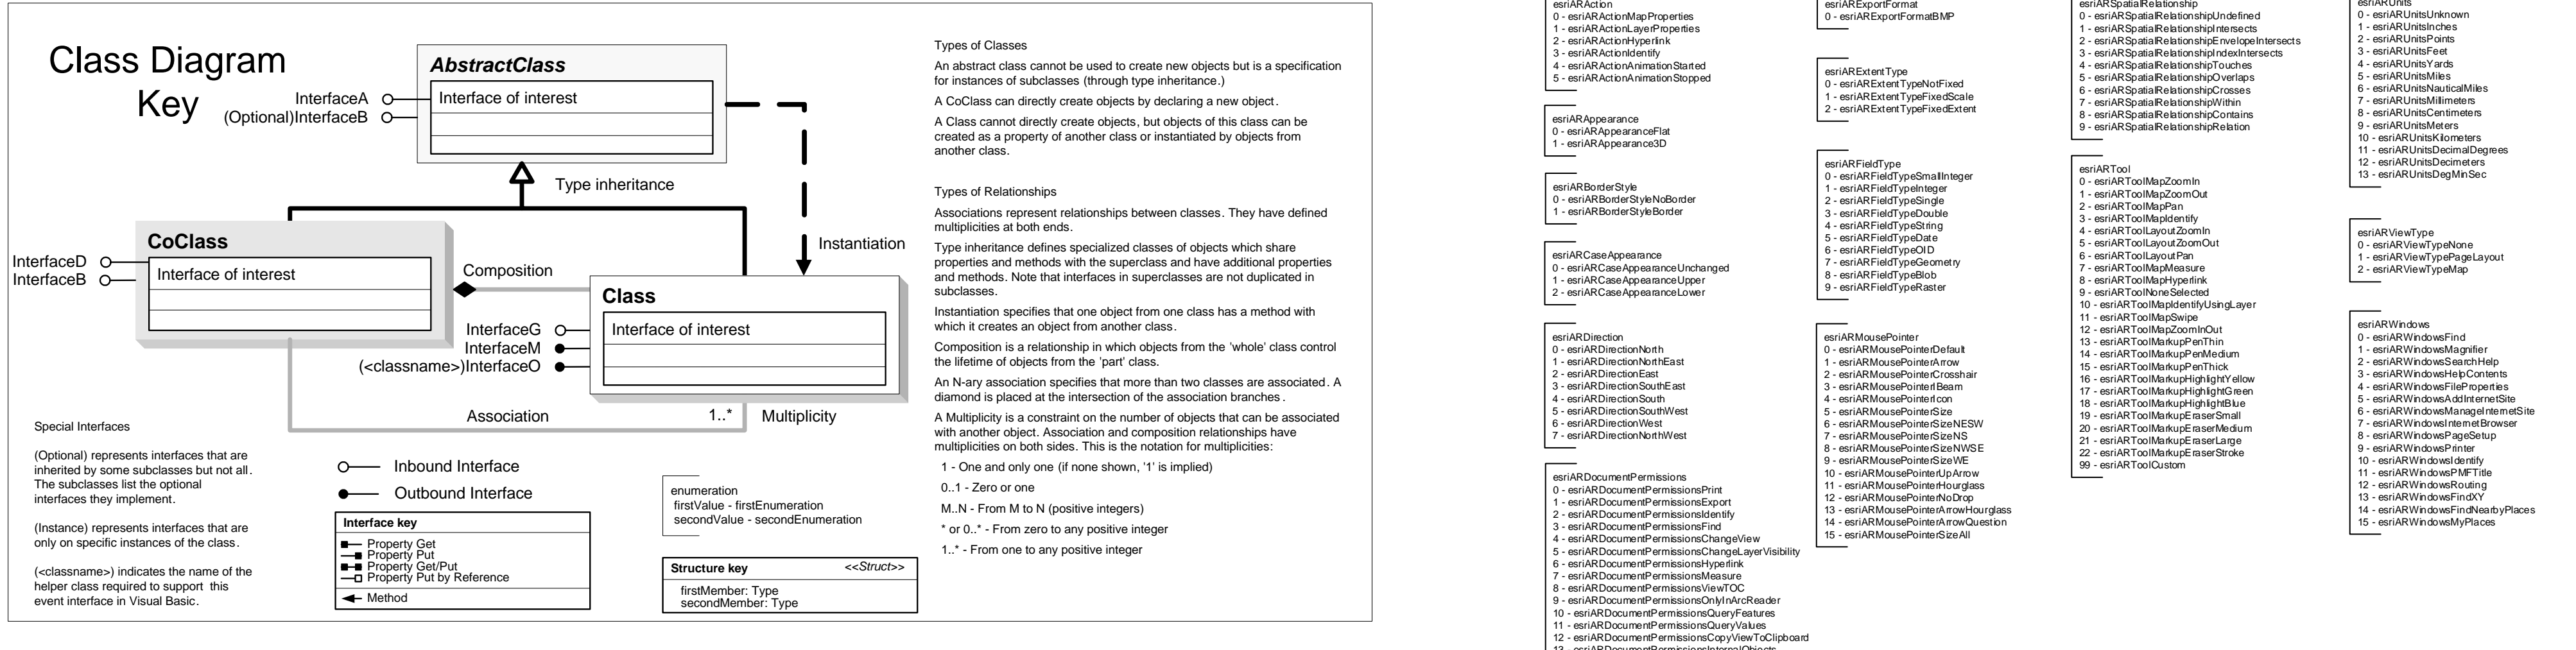 Class Diagram
Key
AbstractClass
Interface of interest
InterfaceA
(Optional)InterfaceB
Type inheritance
Instantiation
CoClass
Interface of interest
InterfaceD
InterfaceB
Composition
Class
Interface of interest
InterfaceG
InterfaceM
(<classname>)InterfaceO
Association
1..*
Multiplicity
Special Interfaces
(Optional) represents interfaces that are
inherited by some subclasses but not all.
The subclasses list the optional
interfaces they implement.
(Instance) represents interfaces that are
only on specific instances of the class.
(<classname>) indicates the name of the
helper class required to support this
event interface in Visual Basic.
Inbound Interface
Outbound Interface
Interface key
Property Get
Property Put
Property Get/Put
Property Put by Reference
Method
enumeration
firstValue - firstEnumeration
secondValue - secondEnumeration
Structure key <<Struct>>
firstMember: Type
secondMember: Type
Types of Classes
An abstract class cannot be used to create new objects but is a specification
for instances of subclasses (through type inheritance.)
A CoClass can directly create objects by declaring a new object.
A Class cannot directly create objects, but objects of this class can be
created as a property of another class or instantiated by objects from
another class.
Types of Relationships
Associations represent relationships between classes. They have defined
multiplicities at both ends.
Type inheritance defines specialized classes of objects which share
properties and methods with the superclass and have additional properties
and methods. Note that interfaces in superclasses are not duplicated in
subclasses.
Instantiation specifies that one object from one class has a method with
which it creates an object from another class.
Composition is a relationship in which objects from the 'whole' class control
the lifetime of objects from the 'part' class.
An N-ary association specifies that more than two classes are associated. A
diamond is placed at the intersection of the association branches.
A Multiplicity is a constraint on the number of objects that can be associated
with another object. Association and composition relationships have
multiplicities on both sides. This is the notation for multiplicities:
1 - One and only one (if none shown, '1' is implied)
0..1 - Zero or one
M..N - From M to N (positive integers)
* or 0..* - From zero to any positive integer
1..* - From one to any positive integer
esriARAction
0 - esriARActionMapProperties
1 - esriARActionLayerProperties
2 - esriARActionHyperlink
3 - esriARActionIdentify
4 - esriARActionAnimationStarted
5 - esriARActionAnimationStopped
esriARAppearance
0 - esriARAppearanceFlat
1 - esriARAppearance3D
esriARBorderStyle
0 - esriARBorderStyleNoBorder
1 - esriARBorderStyleBorder
esriARCaseAppearance
0 - esriARCaseAppearanceUnchanged
1 - esriARCaseAppearanceUpper
2 - esriARCaseAppearanceLower
esriARDirection
0 - esriARDirectionNorth
1 - esriARDirectionNorthEast
2 - esriARDirectionEast
3 - esriARDirectionSouthEast
4 - esriARDirectionSouth
5 - esriARDirectionSouthWest
6 - esriARDirectionWest
7 - esriARDirectionNorthWest
esriARDocumentPermissions
0 - esriARDocumentPermissionsPrint
1 - esriARDocumentPermissionsExport
2 - esriARDocumentPermissionsIdentify
3 - esriARDocumentPermissionsFind
4 - esriARDocumentPermissionsChangeView
5 - esriARDocumentPermissionsChangeLayerVisibility
6 - esriARDocumentPermissionsHyperlink
7 - esriARDocumentPermissionsMeasure
8 - esriARDocumentPermissionsViewTOC
9 - esriARDocumentPermissionsOnlyInArcReader
10 - esriARDocumentPermissionsQueryFeatures
11 - esriARDocumentPermissionsQueryValues
12 - esriARDocumentPermissionsCopyViewToClipboard
13 - esriARDocumentPermissionsInternalObjects
esriARExportFormat
0 - esriARExportFormatBMP
esriARExtentType
0 - esriARExtentTypeNotFixed
1 - esriARExtentTypeFixedScale
2 - esriARExtentTypeFixedExtent
esriARFieldType
0 - esriARFieldTypeSmallInteger
1 - esriARFieldTypeInteger
2 - esriARFieldTypeSingle
3 - esriARFieldTypeDouble
4 - esriARFieldTypeString
5 - esriARFieldTypeDate
6 - esriARFieldTypeOID
7 - esriARFieldTypeGeometry
8 - esriARFieldTypeBlob
9 - esriARFieldTypeRaster
esriARMousePointer
0 - esriARMousePointerDefault
1 - esriARMousePointerArrow
2 - esriARMousePointerCrosshair
3 - esriARMousePointerIBeam
4 - esriARMousePointerIcon
5 - esriARMousePointerSize
6 - esriARMousePointerSizeNESW
7 - esriARMousePointerSizeNS
8 - esriARMousePointerSizeNWSE
9 - esriARMousePointerSizeWE
10 - esriARMousePointerUpArrow
11 - esriARMousePointerHourglass
12 - esriARMousePointerNoDrop
13 - esriARMousePointerArrowHourglass
14 - esriARMousePointerArrowQuestion
15 - esriARMousePointerSizeAll
esriARSpatialRelationship
0 - esriARSpatialRelationshipUndefined
1 - esriARSpatialRelationshipIntersects
2 - esriARSpatialRelationshipEnvelopeIntersects
3 - esriARSpatialRelationshipIndexIntersects
4 - esriARSpatialRelationshipTouches
5 - esriARSpatialRelationshipOverlaps
6 - esriARSpatialRelationshipCrosses
7 - esriARSpatialRelationshipWithin
8 - esriARSpatialRelationshipContains
9 - esriARSpatialRelationshipRelation
esriARTool
0 - esriARToolMapZoomIn
1 - esriARToolMapZoomOut
2 - esriARToolMapPan
3 - esriARToolMapIdentify
4 - esriARToolLayoutZoomIn
5 - esriARToolLayoutZoomOut
6 - esriARToolLayoutPan
7 - esriARToolMapMeasure
8 - esriARToolMapHyperlink
9 - esriARToolNoneSelected
10 - esriARToolMapIdentifyUsingLayer
11 - esriARToolMapSwipe
12 - esriARToolMapZoomInOut
13 - esriARToolMarkupPenThin
14 - esriARToolMarkupPenMedium
15 - esriARToolMarkupPenThick
16 - esriARToolMarkupHighlightYellow
17 - esriARToolMarkupHighlightGreen
18 - esriARToolMarkupHighlightBlue
19 - esriARToolMarkupEraserSmall
20 - esriARToolMarkupEraserMedium
21 - esriARToolMarkupEraserLarge
22 - esriARToolMarkupEraserStroke
99 - esriARToolCustom
esriARUnits
0 - esriARUnitsUnknown
1 - esriARUnitsInches
2 - esriARUnitsPoints
3 - esriARUnitsFeet
4 - esriARUnitsYards
5 - esriARUnitsMiles
6 - esriARUnitsNauticalMiles
7 - esriARUnitsMillimeters
8 - esriARUnitsCentimeters
9 - esriARUnitsMeters
10 - esriARUnitsKilometers
11 - esriARUnitsDecimalDegrees
12 - esriARUnitsDecimeters
13 - esriARUnitsDegMinSec
esriARViewType
0 - esriARViewTypeNone
1 - esriARViewTypePageLayout
2 - esriARViewTypeMap
esriARWindows
0 - esriARWindowsFind
1 - esriARWindowsMagnifier
2 - esriARWindowsSearchHelp
3 - esriARWindowsHelpContents
4 - esriARWindowsFileProperties
5 - esriARWindowsAddInternetSite
6 - esriARWindowsManageInternetSite
7 - esriARWindowsInternetBrowser
8 - esriARWindowsPageSetup
9 - esriARWindowsPrinter
10 - esriARWindowsIdentify
11 - esriARWindowsPMFTitle
12 - esriARWindowsRouting
13 - esriARWindowsFindXY
14 - esriARWindowsFindNearbyPlaces
15 - esriARWindowsMyPlaces